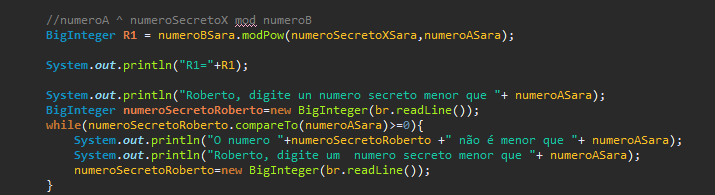 //numeroA ^ numeroSecretoX mod numeroB
BigInteger R1 = numeroBSara.modPow(numeroSecretoXSara,numeroASara);
System.out.println("R1="+R1);
System.out.println("Roberto, digite un numero secreto menor que "+ numeroASara);
BigInteger numeroSecretoRoberto=new BigInteger(br.readLine());
while(numeroSecretoRoberto.compareTo(numeroASara)>=0){
System.out.println("O numero "+numeroSecretoRoberto +" não é menor que "+ numeroASara);
System.out.println("Roberto, digite um  numero secreto menor que "+ numeroASara);
numeroSecretoRoberto=new BigInteger(br.readLine());
}